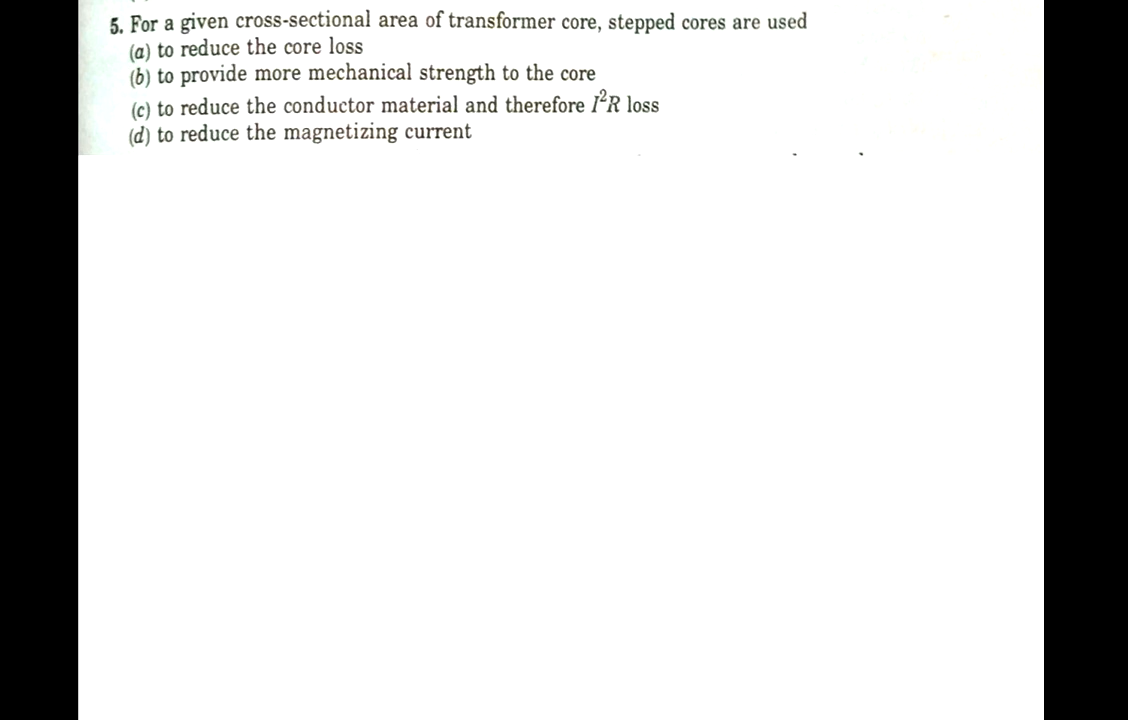 5. For a given cross-sectional area of transformer core, stepped cores are used
(a) to reduce the core loss
(b) to provide more mechanical strength to the core
(c) to reduce the conductor material and therefore I²R loss
(d) to reduce the magnetizing current